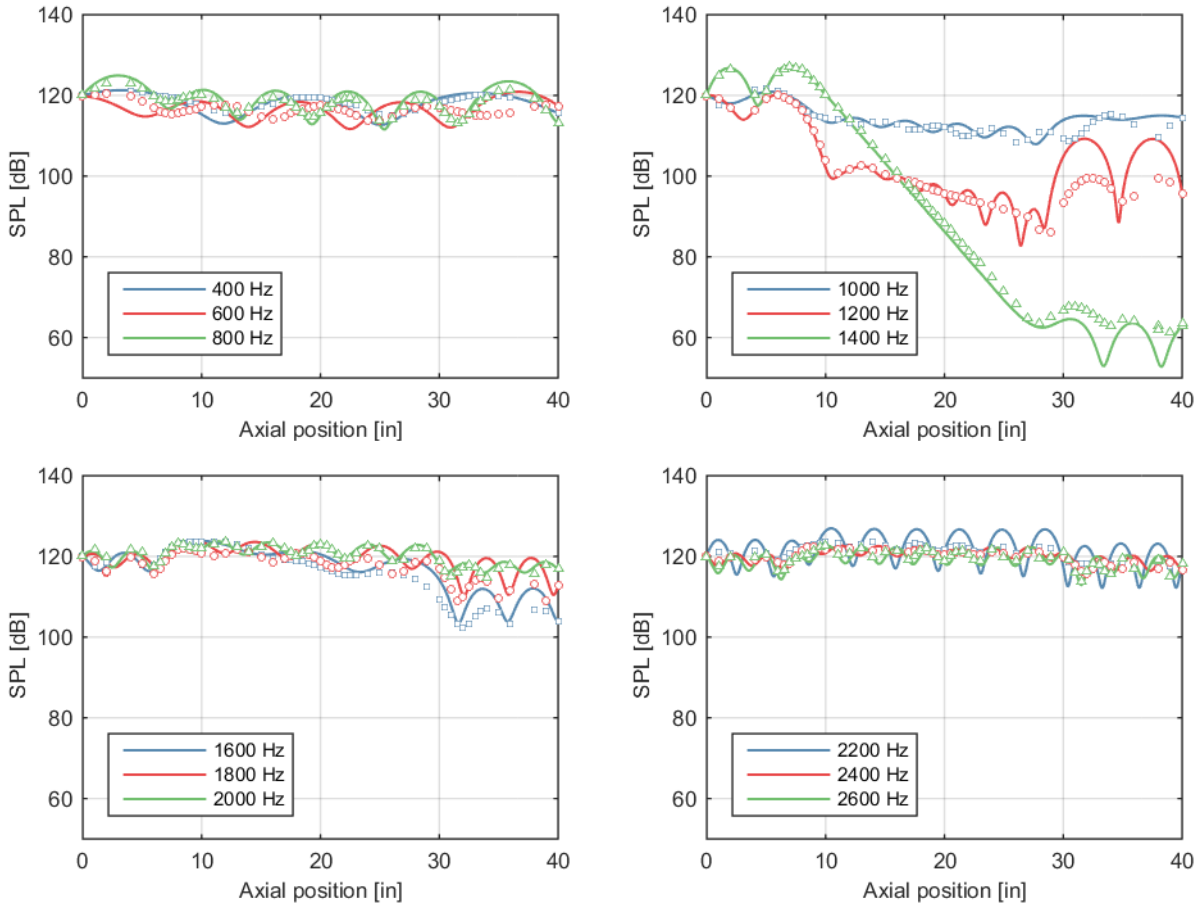 140
120
100
80
60
SPL [dB]
400 Hz
600 Hz
800 Hz
0 10 20 30 40
Axial position [in]
140
120
100
80
60
SPL [dB]
1000 Hz
1200 Hz
1400 Hz
0 10 20 30 40
Axial position [in]
140
120
100
80
60
SPL [dB]
1600 Hz
1800 Hz
2000 Hz
0 10 20 30 40
Axial position [in]
140
120
100
80
60
SPL [dB]
2200 Hz
2400 Hz
2600 Hz
0 10 20 30 40
Axial position [in]